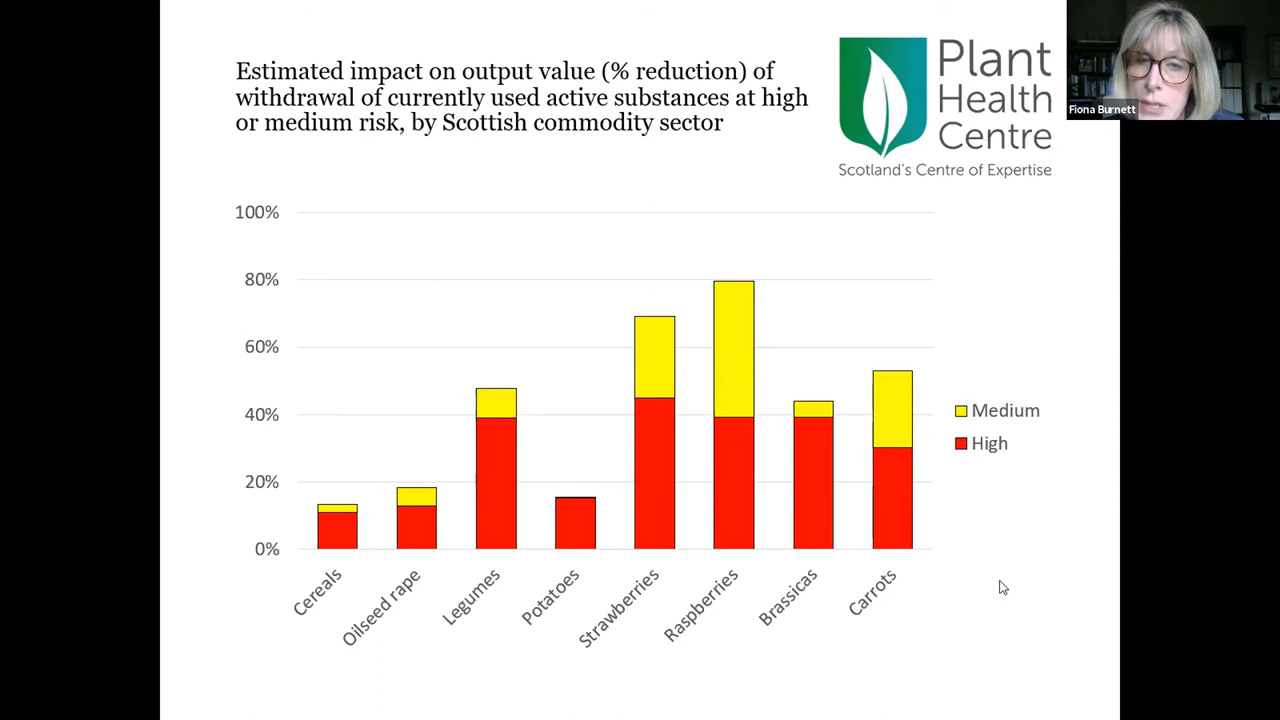 Estimated impact on output value (% reduction) of
withdrawal of currently used active substances at high
or medium risk, by Scottish commodity sector
Plant
Health
Centre
Scotland's Centre of Expertise
Fiona Burnett
100%
80%
60%
40%
20%
0%
Medium
High
Cereals
Oilseed rape
Legumes
Potatoes
Strawberries
Raspberries
Brassicas
Carrots